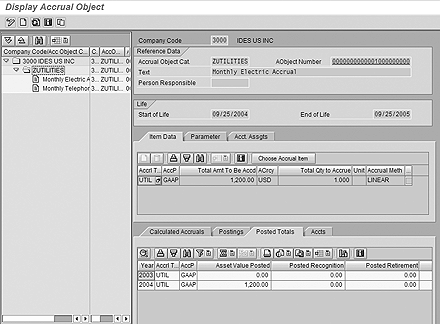 Display Accrual Object
Company Code/Acc Object C... C. AccO...
3000 IDES US INC 3... ZUTILI...
ZUTILITIES 3... ZUTILI...
Monthly Electric A 3... ZUTILI...
Monthly Telephor 3... ZUTILI...
Company Code 3000 IDES US INC
Reference Data
Accrual Object Cat. ZUTILITIES AObject Number
Text Monthly Electric Accrual
Person Responsible
Life
Start of Life 09/25/2004 End of Life 09/25/2005
Item Data Parameter Acct. Assgts
Choose Accrual Item
Accrl T... AccP Total Amt To Be Accd ACrcy Total Qty to Accrue Unit Accrual Meth
UTIL GAAP 1,200.00 USD 1.000 LINEAR
Calculated Accruals Postings Posted Totals Accts
Year Accrl T... AccP Asset Value Posted Posted Recognition Posted Retirement
2003 UTIL GAAP 0.00 0.00 0.00
2004 UTIL GAAP 1,200.00 0.00 0.00